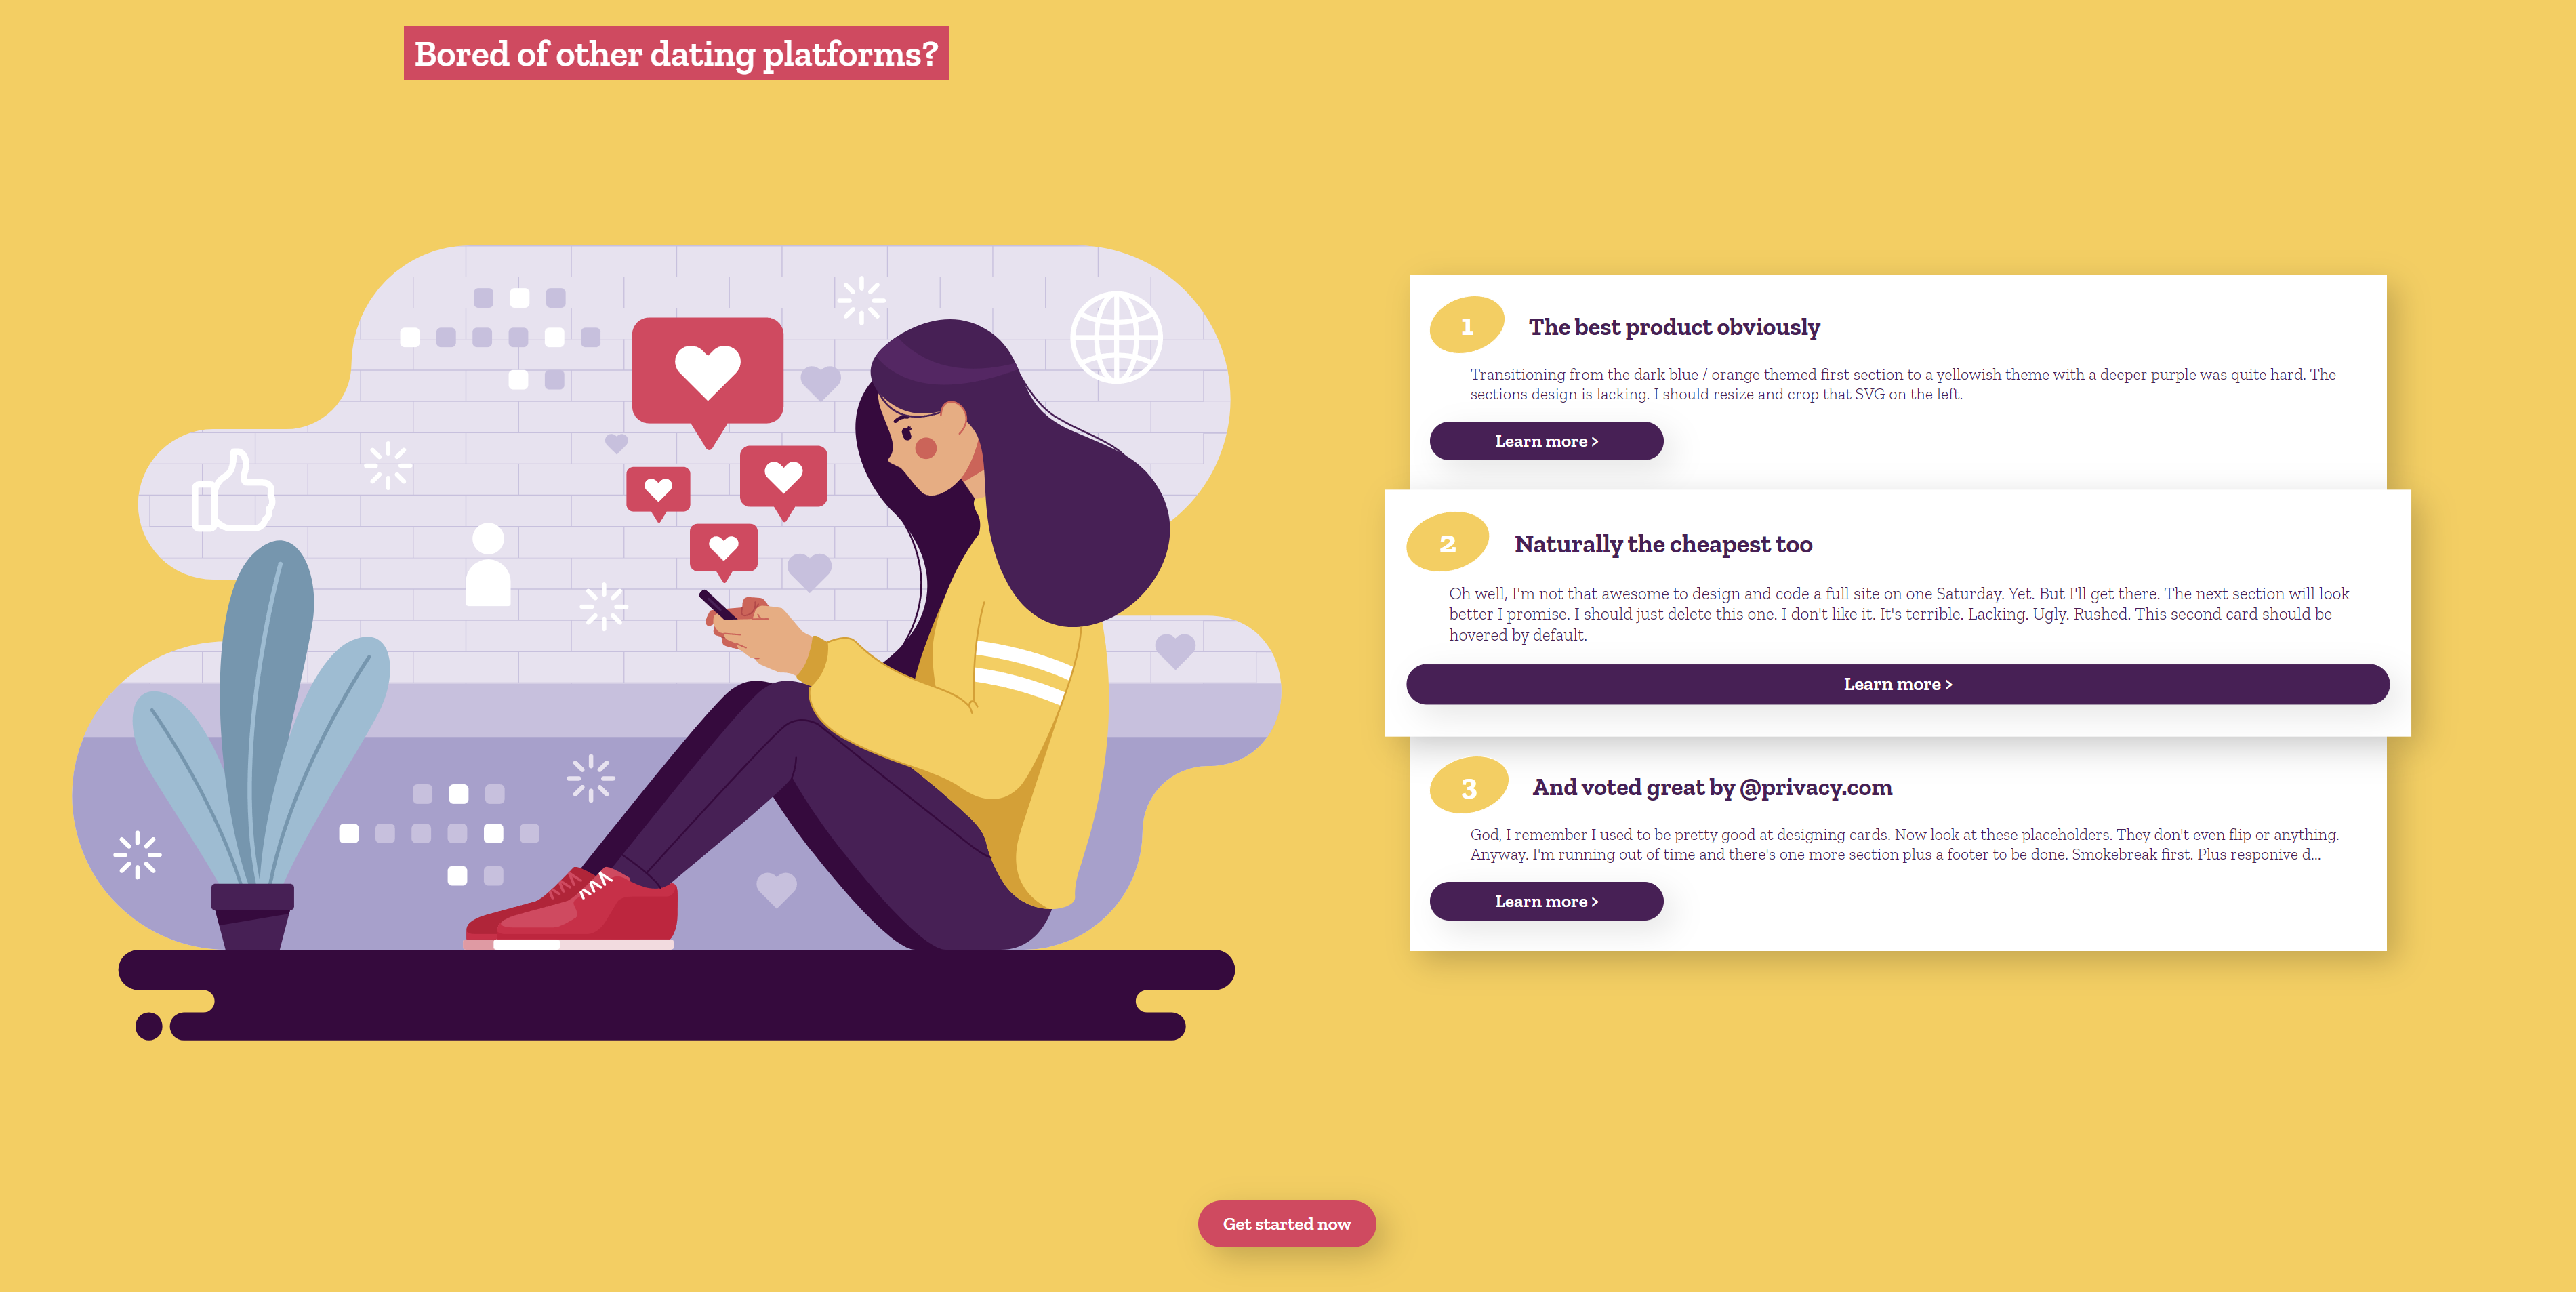 Bored of other dating platforms?
1
The best product obviously
Transitioning from the dark blue / orange themed first section to a yellowish theme with a deeper purple was quite hard. The
sections design is lacking. I should resize and crop that SVG on the left.
Learn more >
2
Naturally the cheapest too
Oh well, I'm not that awesome to design and code a full site on one Saturday. Yet. But I'll get there. The next section will look
better I promise. I should just delete this one. I don't like it. It's terrible. Lacking. Ugly. Rushed. This second card should be
hovered by default.
Learn more >
3
And voted great by @privacy.com
God, I remember I used to be pretty good at designing cards. Now look at these placeholders. They don't even flip or anything.
Anyway. I'm running out of time and there's one more section plus a footer to be done. Smokebreak first. Plus responive d...
Learn more >
Get started now